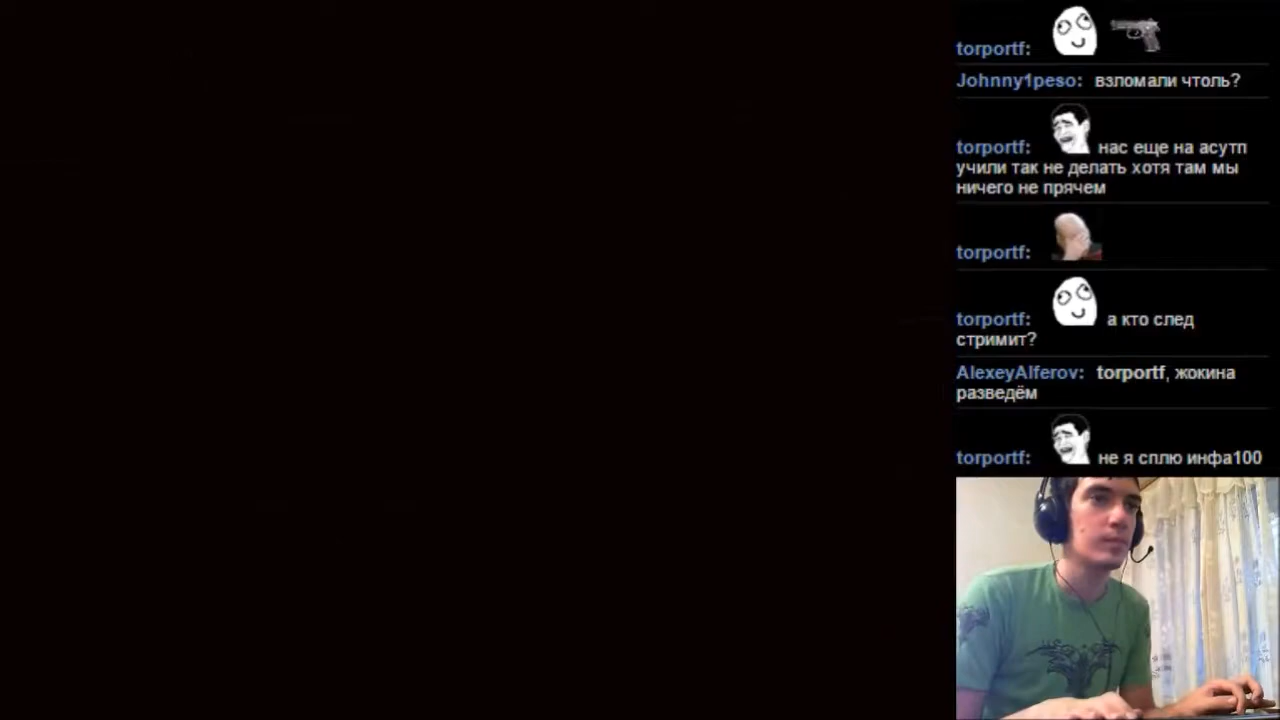 torportf:
Johnny1peso: взломали чтоль?
torportf: нас еще на асутп
учили так не делать хотя там мы
ничего не прячем
torportf:
torportf: а кто след
стримит?
AlexeyAlferov: torportf, жокина
разведём
torportf: не я сплю инфа100